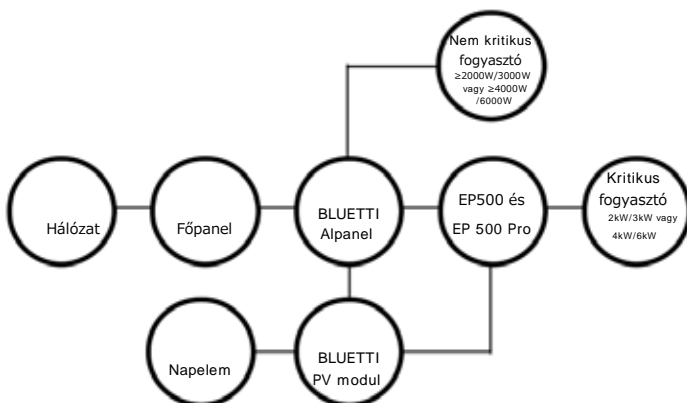 Nem kritikus
fogyasztó
≥2000W/3000W
vagy ≥4000W
/6000W
Hálózat
Főpanel
BLUETTI
Alpanel
EP500 és
EP 500 Pro
Kritikus
fogyasztó
2kW/3kW vagy
4kW/6kW
Napelem
BLUETTI
PV modul